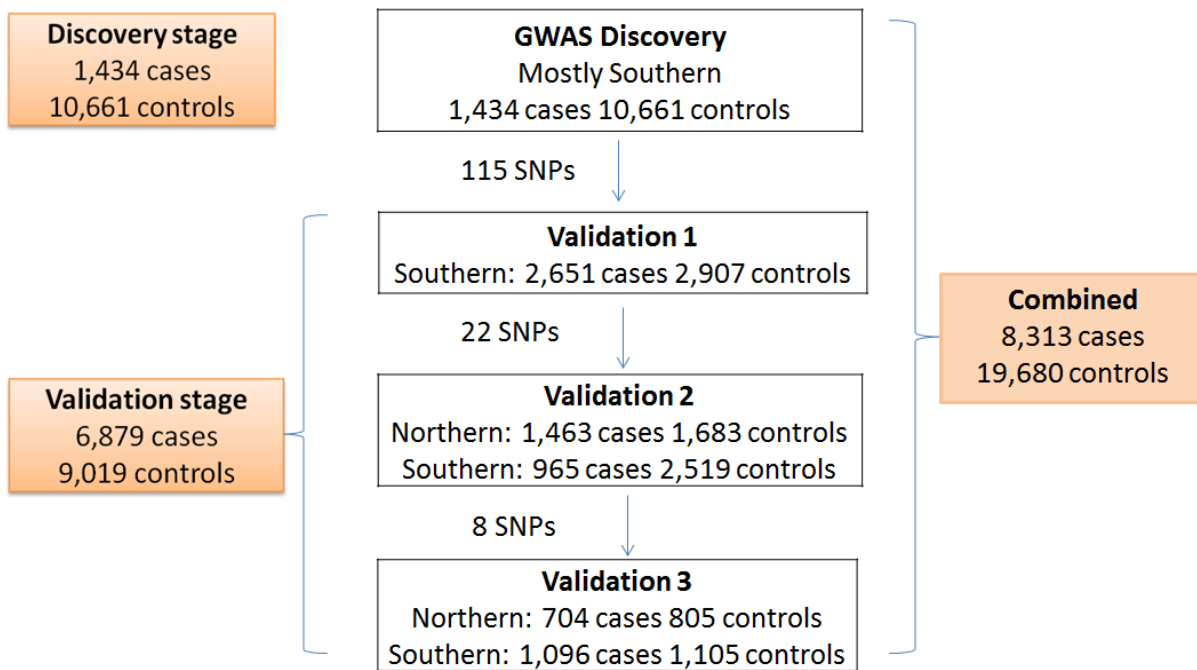 Discovery stage
1,434 cases
10,661 controls
GWAS Discovery
Mostly Southern
1,434 cases 10,661 controls
115 SNPs
Validation 1
Southern: 2,651 cases 2,907 controls
22 SNPs
Validation 2
Northern: 1,463 cases 1,683 controls
Southern: 965 cases 2,519 controls
8 SNPs
Validation 3
Northern: 704 cases 805 controls
Southern: 1,096 cases 1,105 controls
Validation stage
6,879 cases
9,019 controls
Combined
8,313 cases
19,680 controls